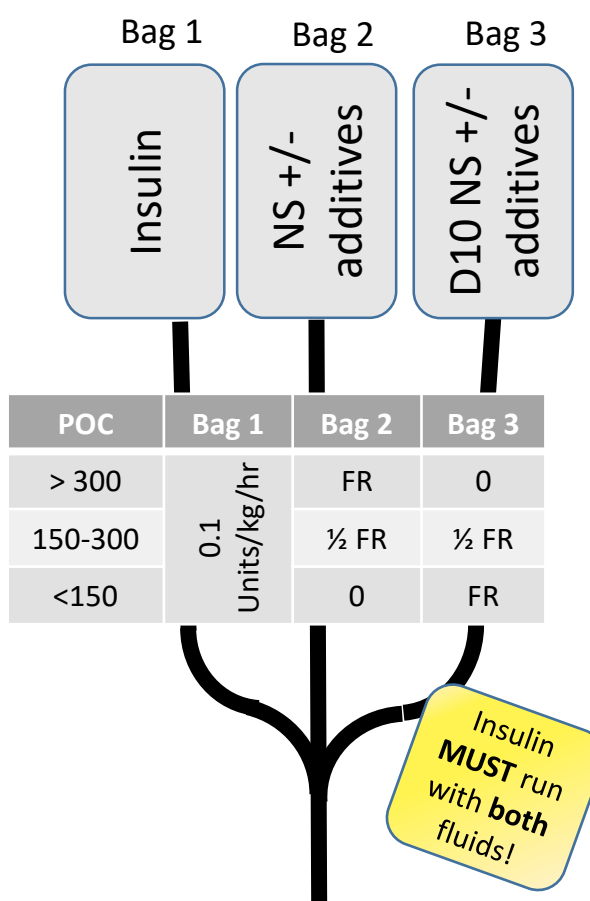 Bag 1
Bag 2
Bag 3
Insulin
NS +/-
additives
D10 NS +/-
additives
POC Bag 1 Bag 2 Bag 3
> 300 FR 0
0.1
Units/kg/hr
150-300 ½ FR ½ FR
<150 0 FR
Insulin
MUST run
with both
fluids!